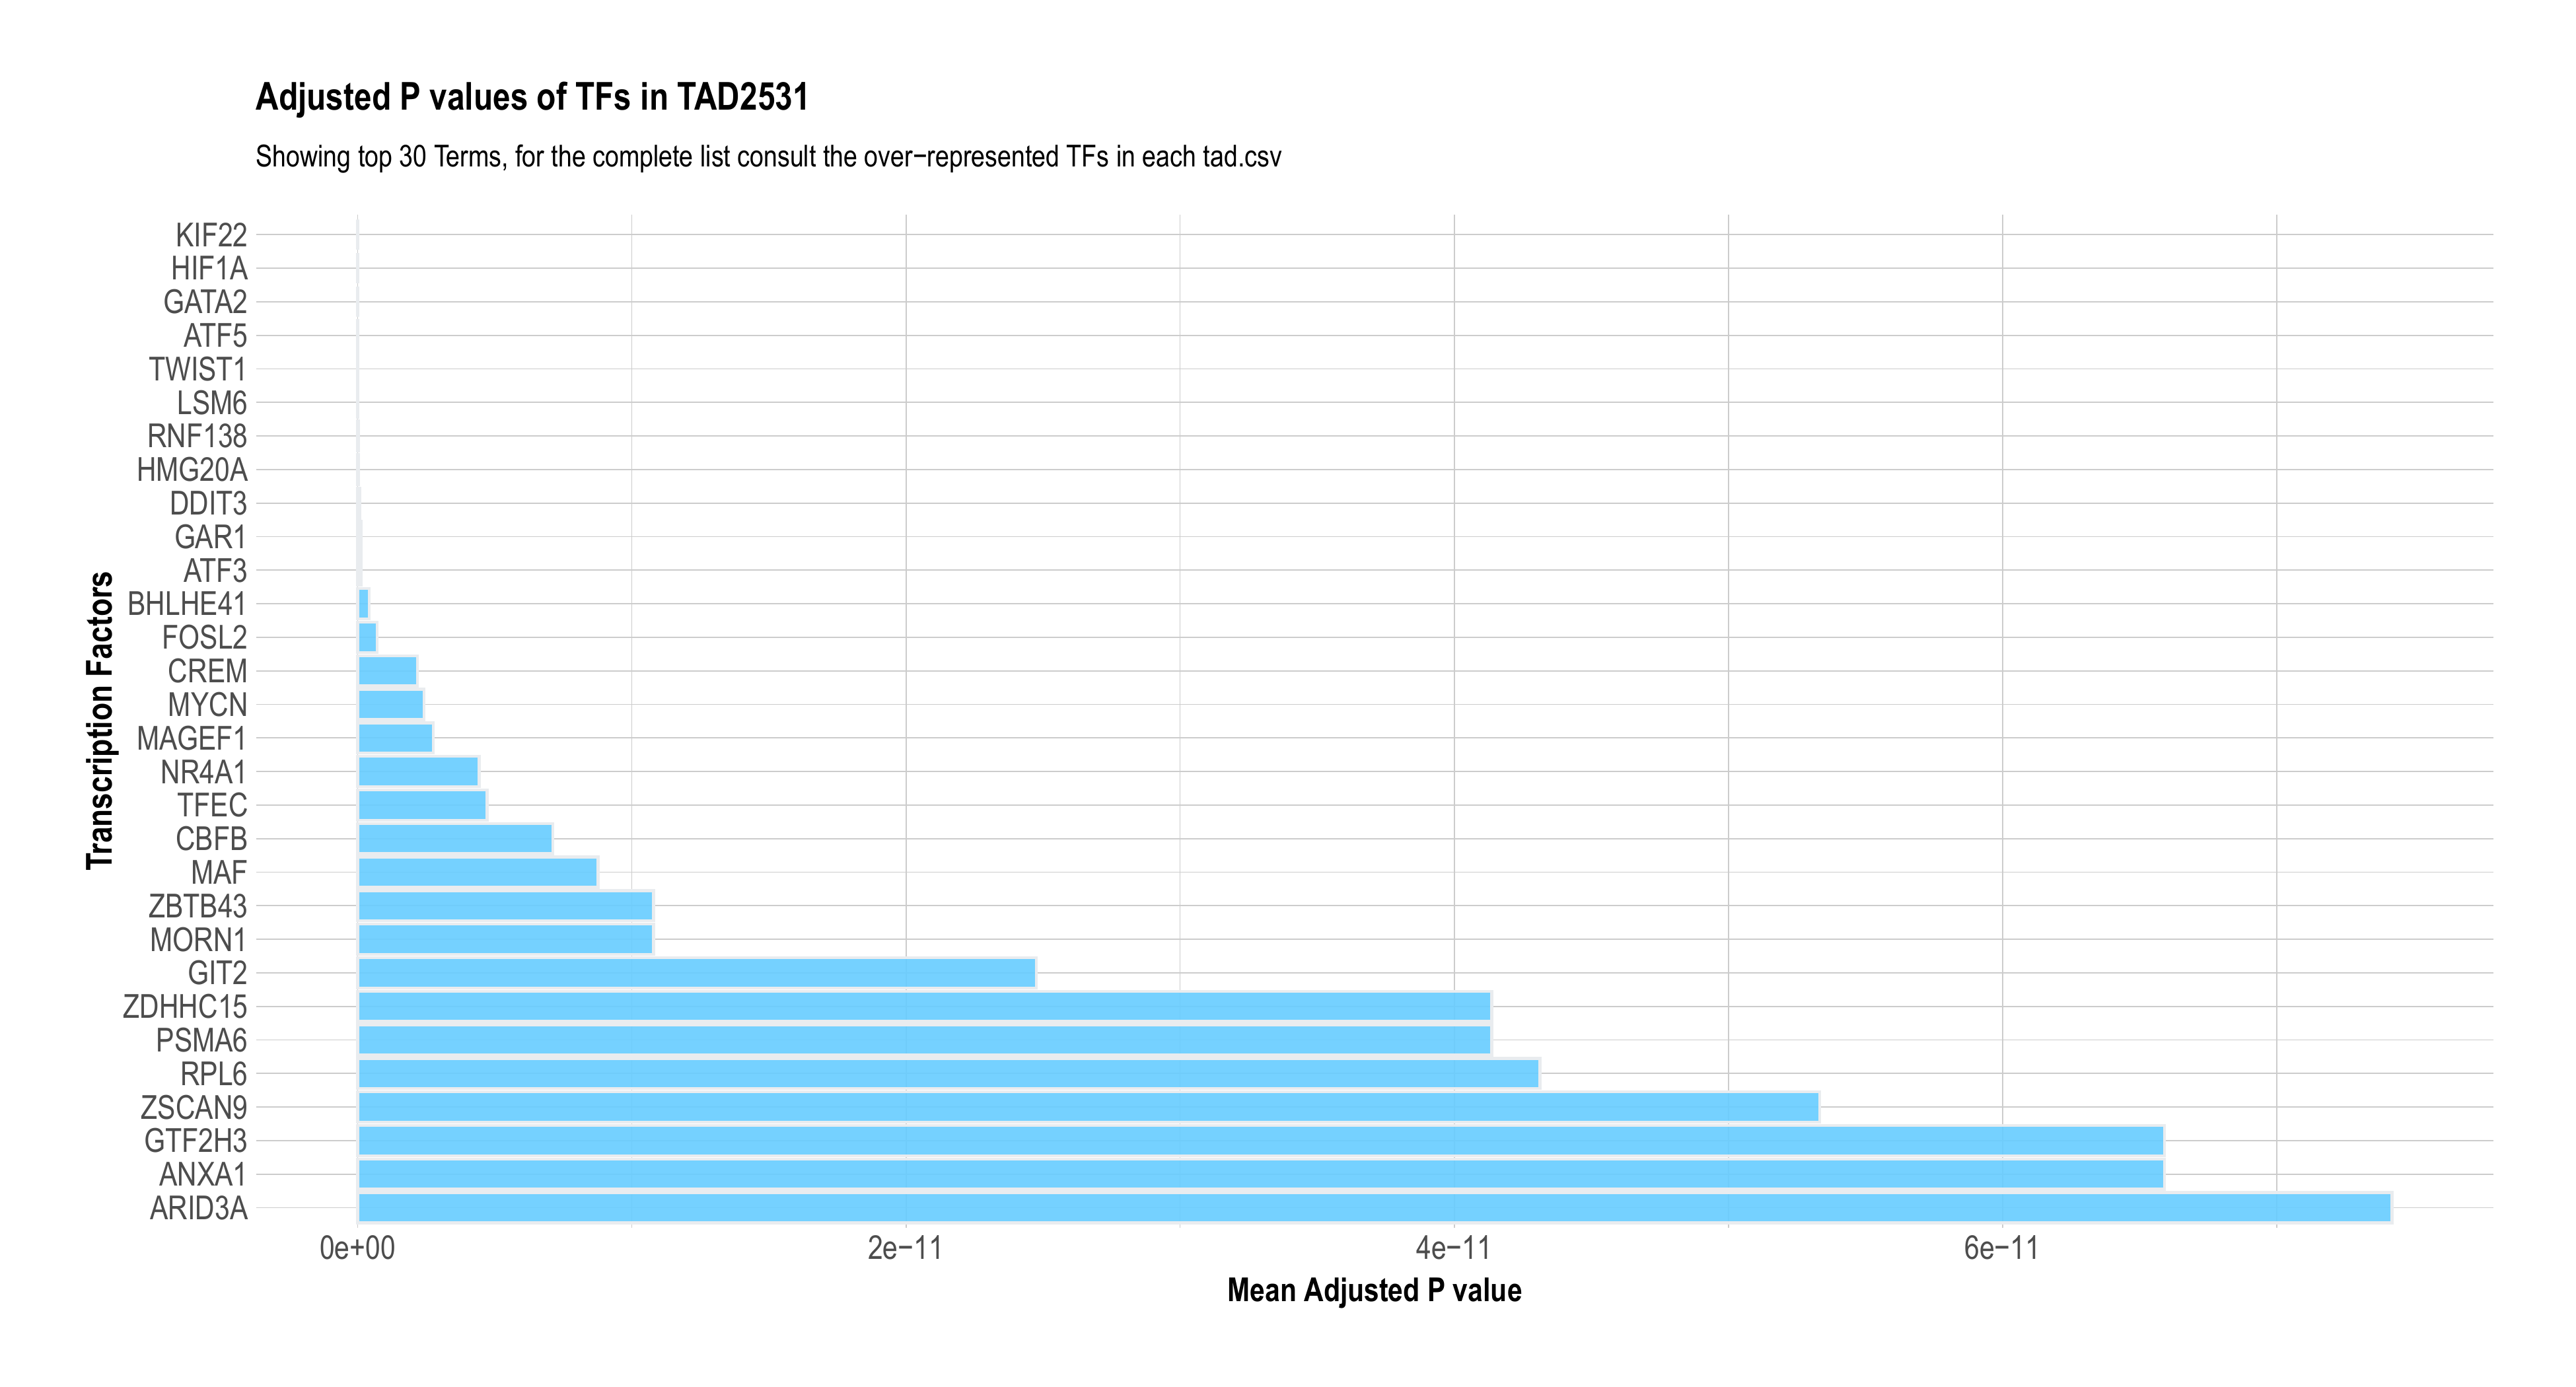 Adjusted P values of TFs in TAD2531
Showing top 30 Terms, for the complete list consult the over−represented TFs in each tad.csv
Transcription Factors
KIF22
HIF1A
GATA2
ATF5
TWIST1
LSM6
RNF138
HMG20A
DDIT3
GAR1
ATF3
BHLHE41
FOSL2
CREM
MYCN
MAGEF1
NR4A1
TFEC
CBFB
MAF
ZBTB43
MORN1
GIT2
ZDHHC15
PSMA6
RPL6
ZSCAN9
GTF2H3
ANXA1
ARID3A
0e+00 2e−11 4e−11 6e−11
Mean Adjusted P value